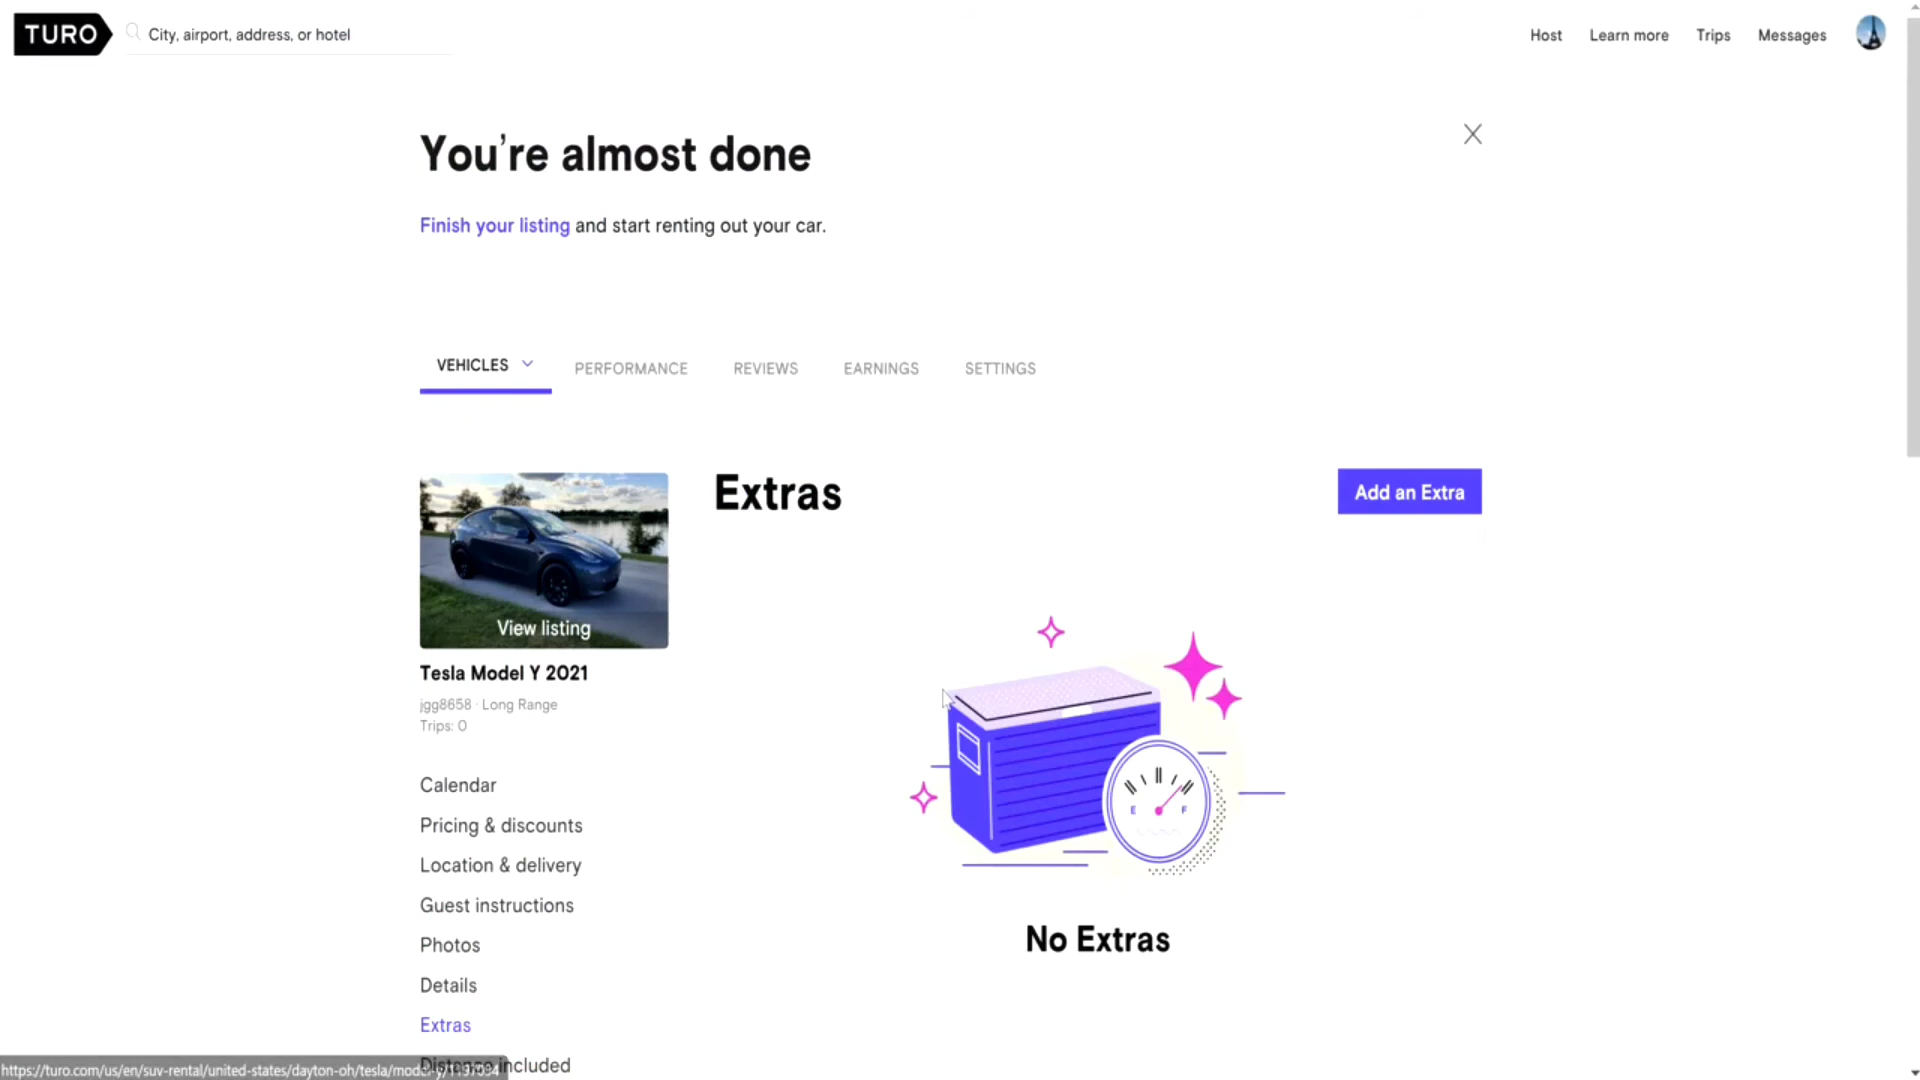 TURO
City, airport, address, or hotel
Host
Learn more
Trips
Messages
You're almost done
Finish your listing and start renting out your car.
VEHICLES
PERFORMANCE
REVIEWS
EARNINGS
SETTINGS
View listing
Tesla Model Y 2021
jgg8658 · Long Range
Trips: 0
Calendar
Pricing & discounts
Location & delivery
Guest instructions
Photos
Details
Extras
Distance included
Extras
Add an Extra
E F
No Extras
https://turo.com/us/en/suv-rental/united-states/dayton-oh/tesla/model-y/